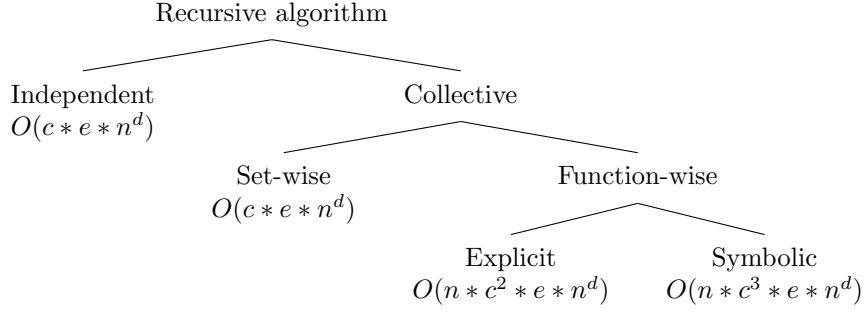 Recursive algorithm
Independent
O(c ∗ e ∗ n^d)
Collective
Set-wise
O(c ∗ e ∗ n^d)
Function-wise
Explicit
O(n ∗ c^2 ∗ e ∗ n^d)
Symbolic
O(n ∗ c^3 ∗ e ∗ n^d)